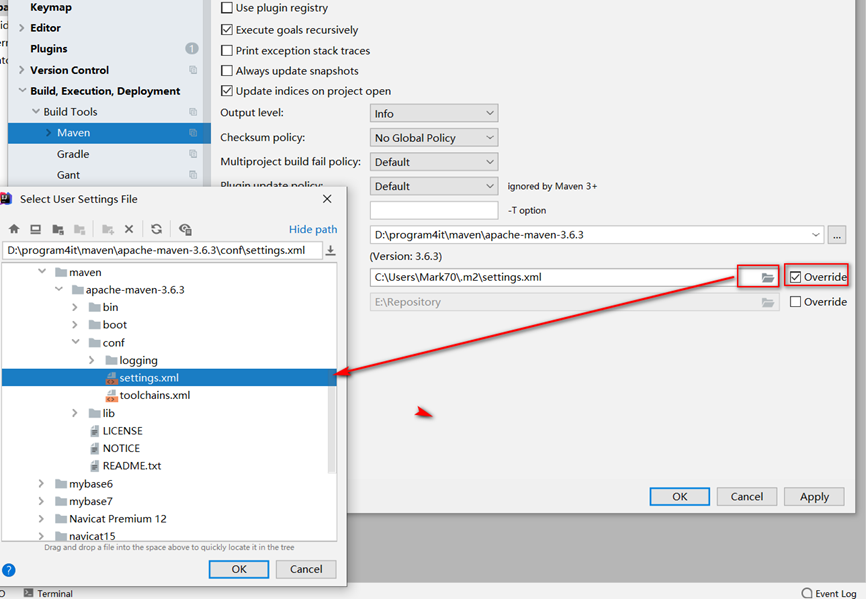 Keymap
Editor
Plugins 1
Version Control
Build, Execution, Deployment
Build Tools
Maven
Gradle
Gant
Use plugin registry
Execute goals recursively
Print exception stack traces
Always update snapshots
Update indices on project open
Output level: Info
Checksum policy: No Global Policy
Multiproject build fail policy: Default
Plugin update policy: Default ignored by Maven 3+
-T option
D:\program4it\maven\apache-maven-3.6.3 ...
(Version: 3.6.3)
C:\Users\Mark70\.m2\settings.xml Override
E:\Repository Override
OK Cancel Apply
Select User Settings File
Hide path
D:\program4it\maven\apache-maven-3.6.3\conf\settings.xml
maven
apache-maven-3.6.3
bin
boot
conf
logging
settings.xml
toolchains.xml
lib
LICENSE
NOTICE
README.txt
mybase6
mybase7
Navicat Premium 12
navicat15
Drag and drop a file into the space above to quickly locate it in the tree
? OK Cancel
Terminal Event Log